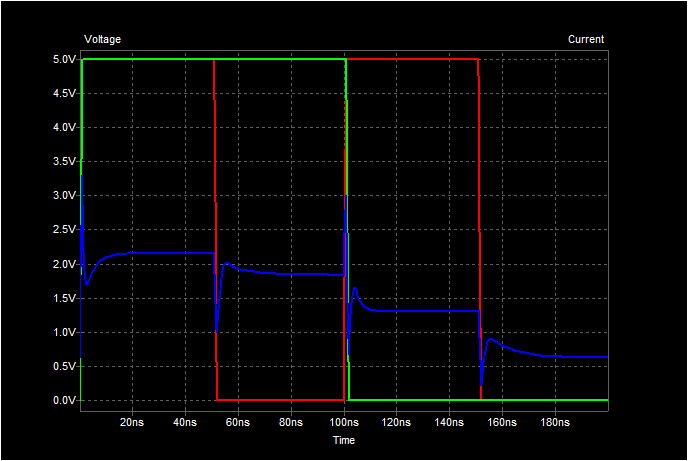 Voltage Current
5.0V
4.5V
4.0V
3.5V
3.0V
2.5V
2.0V
1.5V
1.0V
0.5V
0.0V
20ns 40ns 60ns 80ns 100ns 120ns 140ns 180ns
Time